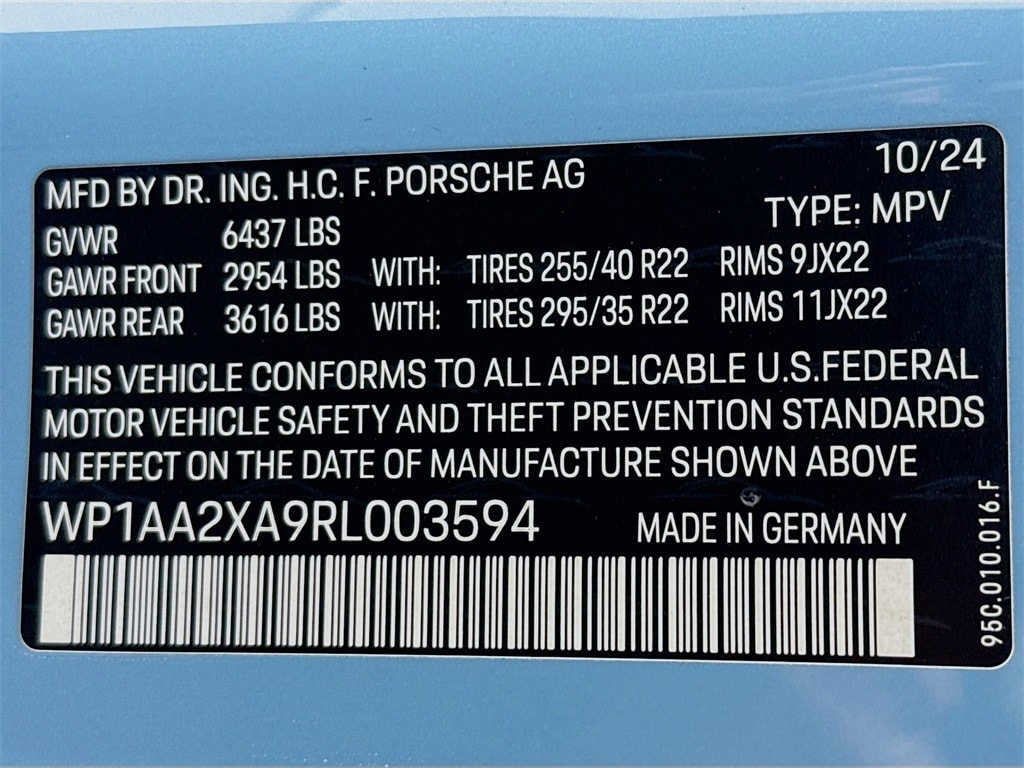 MFD BY DR. ING. H.C. F. PORSCHE AG 10/24
TYPE: MPV
GVWR 6437 LBS
GAWR FRONT 2954 LBS WITH: TIRES 255/40 R22 RIMS 9JX22
GAWR REAR 3616 LBS WITH: TIRES 295/35 R22 RIMS 11JX22
THIS VEHICLE CONFORMS TO ALL APPLICABLE U.S.FEDERAL
MOTOR VEHICLE SAFETY AND THEFT PREVENTION STANDARDS
IN EFFECT ON THE DATE OF MANUFACTURE SHOWN ABOVE
WP1AA2XA9RL003594 MADE IN GERMANY
95C.010.016.F